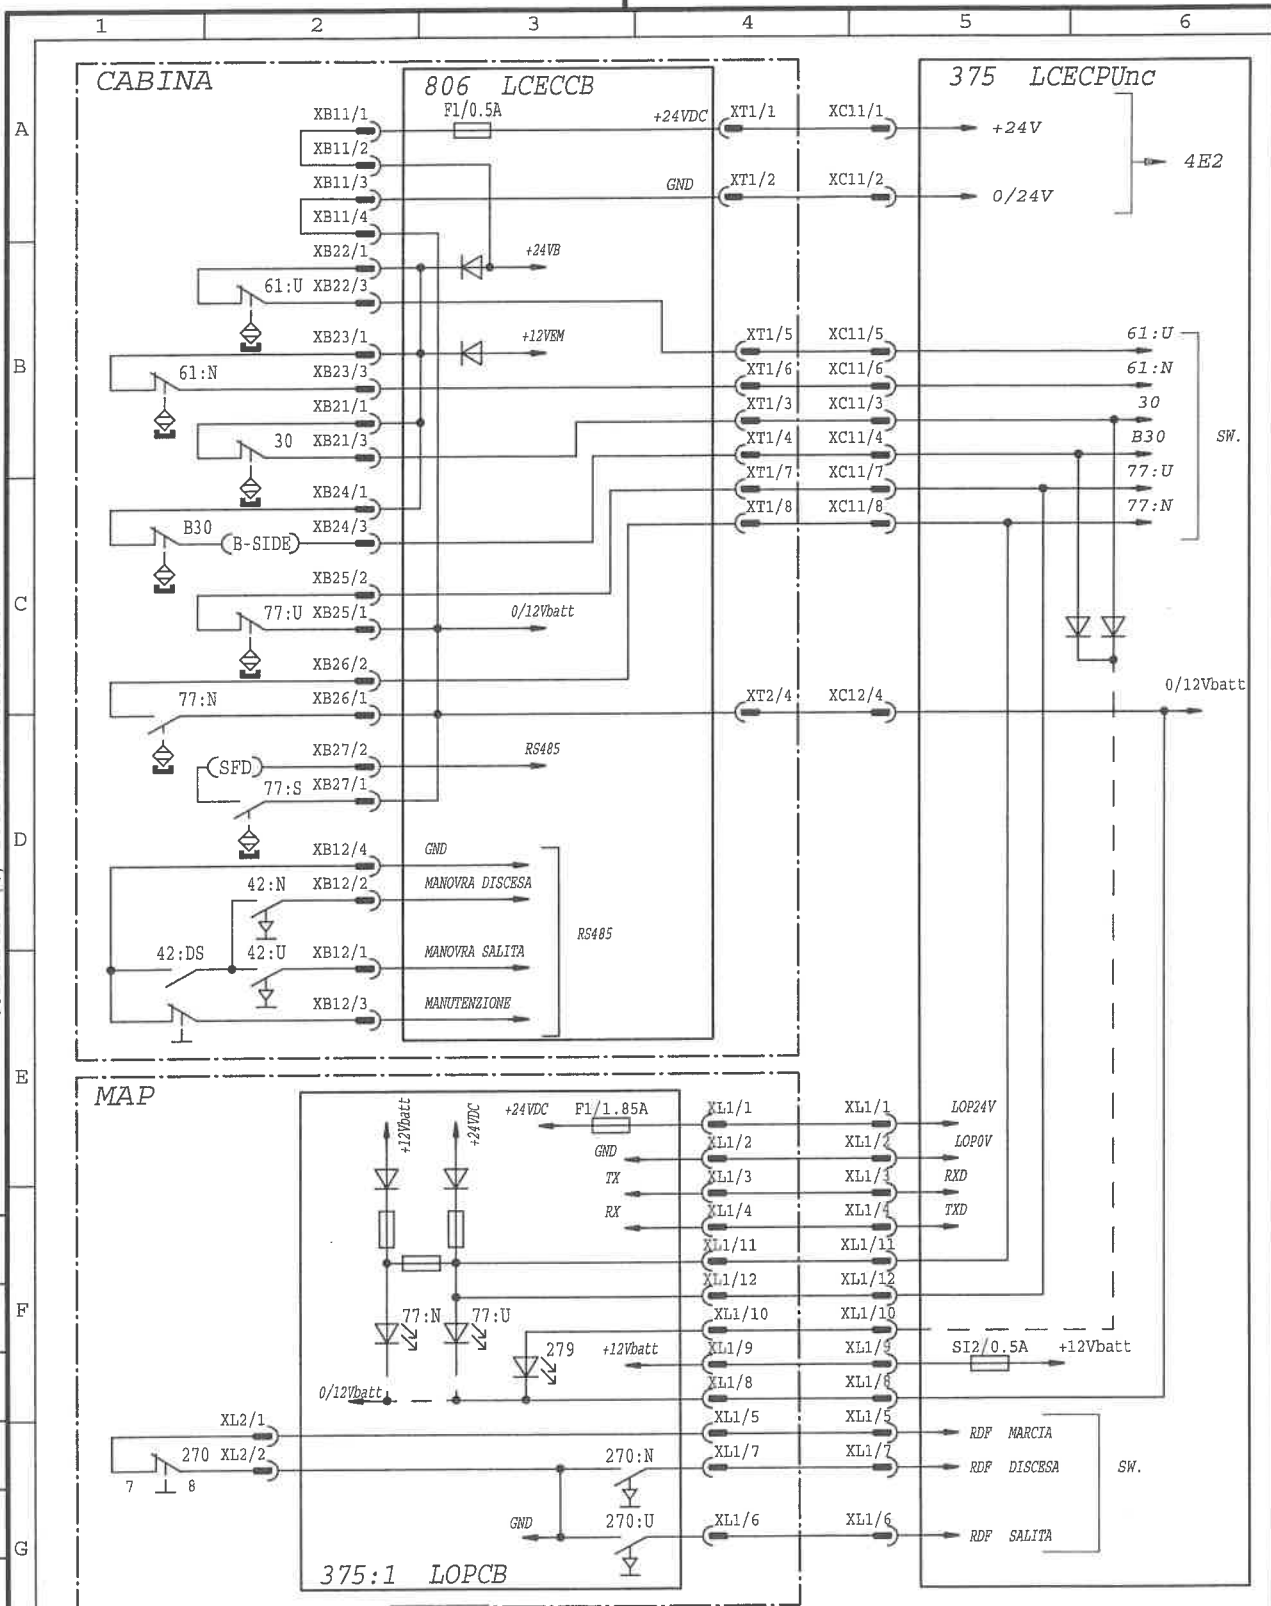 1 2 3 4 5 6
CABINA
806 LCECCB
375 LCECPUnc
A
XB11/1
F1/0.5A
+24VDC
XT1/1
XC11/1
+24V
XB11/2
4E2
XB11/3
GND
XT1/2
XC11/2
0/24V
XB11/4
XB22/1
+24VB
61:U
XB22/3
XB23/1
+12VEM
XT1/5
XC11/5
61:U
B
61:N
XB23/3
XT1/6
XC11/6
61:N
XB21/1
XT1/3
XC11/3
30
30
XB21/3
XT1/4
XC11/4
B30
SW.
XT1/7
XC11/7
77:U
XB24/1
XT1/8
XC11/8
77:N
B30
(B-SIDE)
XB24/3
XB25/2
C
77:U
XB25/1
0/12Vbatt
XB26/2
0/12Vbatt
77:N
XB26/1
XT2/4
XC12/4
(SFD)
XB27/2
RS485
77:S
XB27/1
D
XB12/4
GND
42:N
XB12/2
MANOVRA DISCESA
RS485
42:DS
42:U
XB12/1
MANOVRA SALITA
XB12/3
MANUTENZIONE
E
MAP
+12Vbatt
+24VDC
+24VDC
F1/1.85A
XL1/1
XL1/1
LOP24V
GND
XL1/2
XL1/2
LOP0V
TX
XL1/3
XL1/3
RXD
RX
XL1/4
XL1/4
TXD
XL1/11
XL1/11
XL1/12
XL1/12
F
77:N
77:U
XL1/10
XL1/10
279
+12Vbatt
XL1/9
XL1/9
SI2/0.5A
+12Vbatt
0/12Vbatt
XL1/8
XL1/8
XL2/1
XL1/5
XL1/5
RDF MARCIA
270
XL2/2
270:N
XL1/7
XL1/7
RDF DISCESA
SW.
7 8
GND
270:U
XL1/6
XL1/6
RDF SALITA
G
375:1 LOPCB